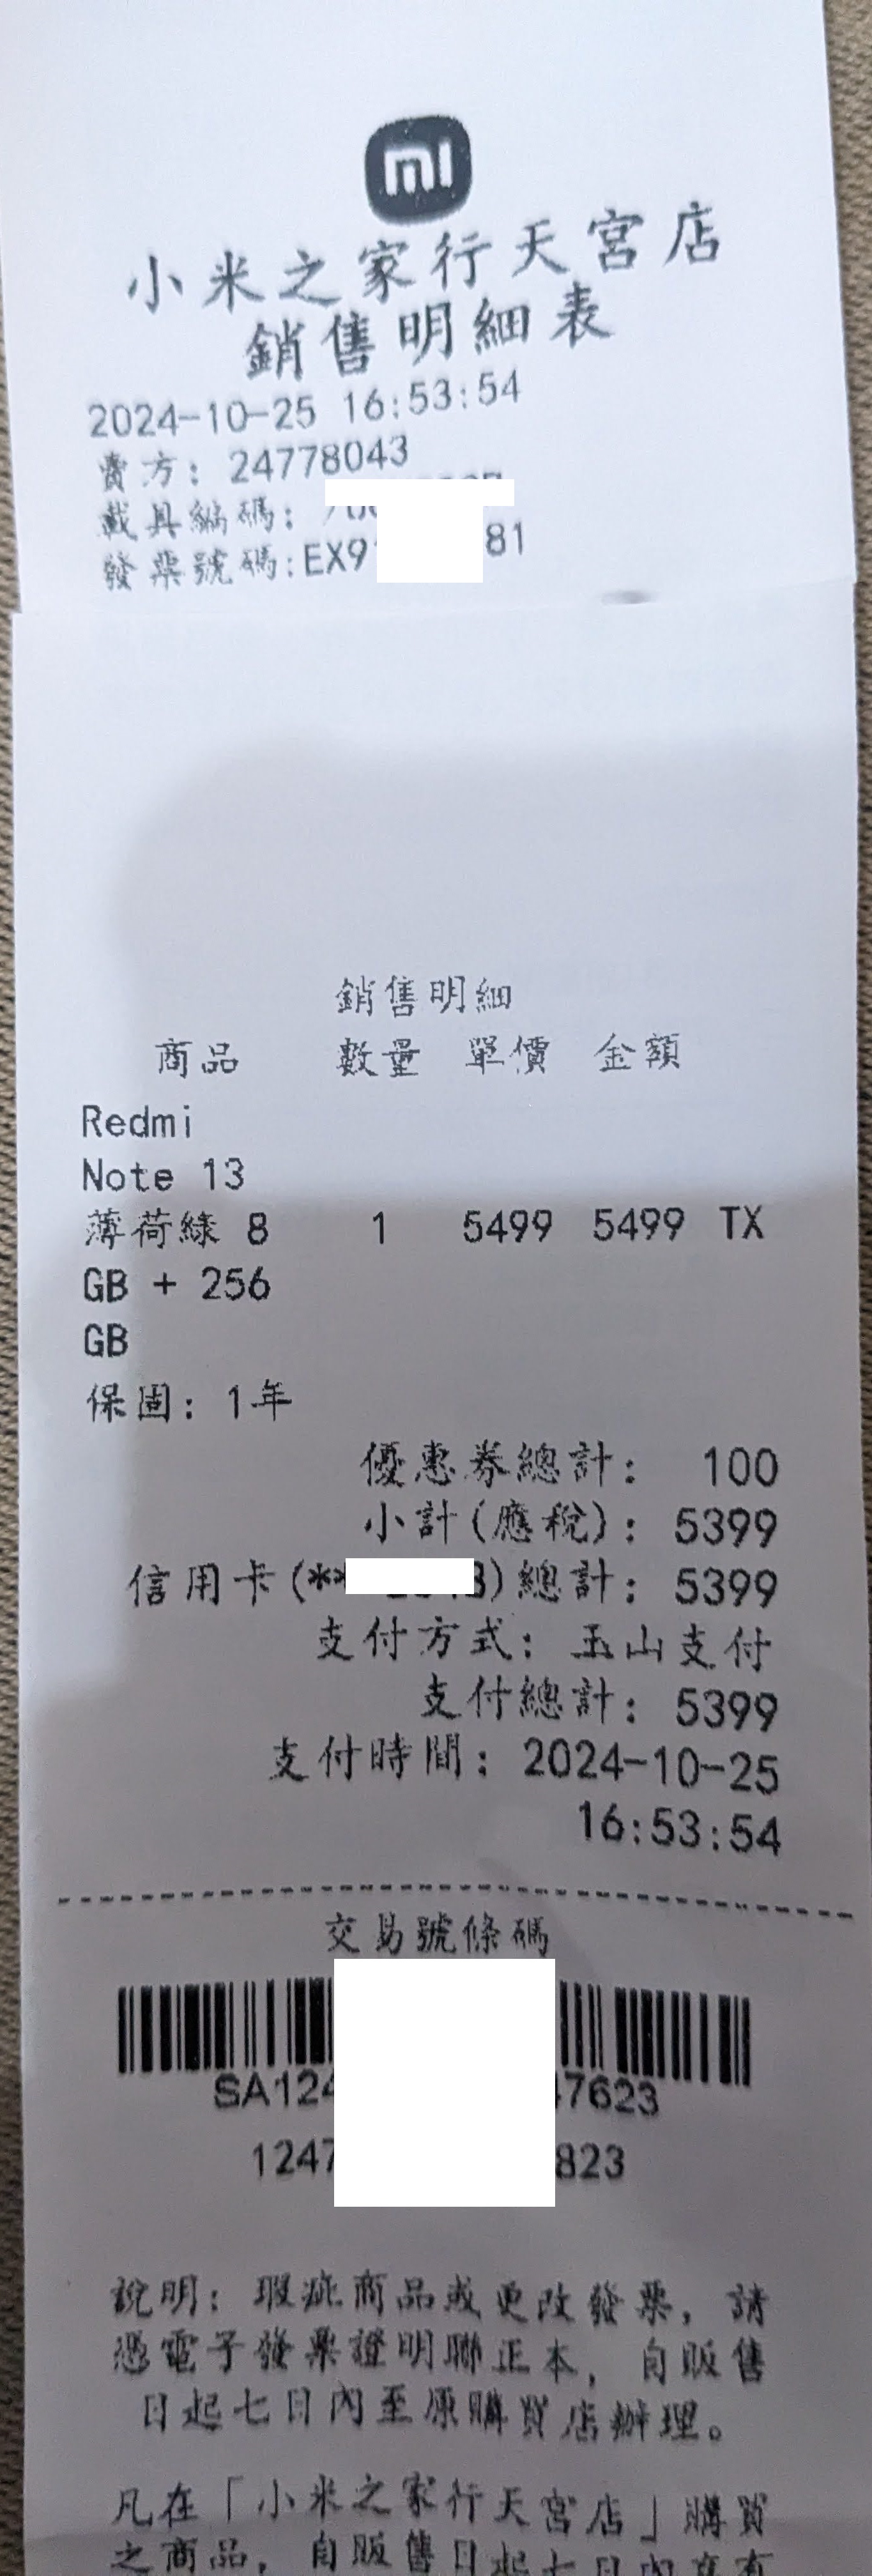 mi
小米之家行天宮店
銷售明細表
2024-10-25 16:53:54
賣方: 24778043
載具編碼:
發票號碼:EX9 81
銷售明細
商品 數量 單價 金額
Redmi
Note 13
薄荷綠 8 1 5499 5499 TX
GB + 256
GB
保固: 1年
優惠券總計: 100
小計(應稅): 5399
信用卡(** 3)總計: 5399
支付方式: 玉山支付
支付總計: 5399
支付時間: 2024-10-25
16:53:54
交易號條碼
SA124 47623
1247 823
說明: 瑕疵商品或更改發票, 請
憑電子發票證明聯正本, 自販售
日起七日內至原購買店辦理。
凡在「小米之家行天宮店」購買
之商品, 自販售日起七日內享有